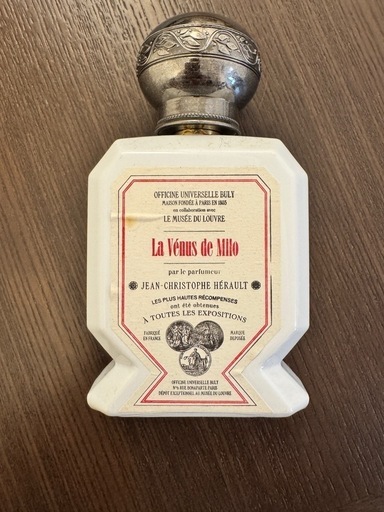 OFFICINE UNIVERSELLE BULY
MAISON FONDÉE À PARIS EN 1803
en collaboration avec
LE MUSÉE DU LOUVRE
La Vénus de Milo
par le parfumeur
JEAN-CHRISTOPHE HÉRAULT
LES PLUS HAUTES RÉCOMPENSES
ont été obtenues
À TOUTES LES EXPOSITIONS
FABRIQUÉ
EN FRANCE
MARQUE
DÉPOSÉE
OFFICINE UNIVERSELLE BULY
Nº6 RUE BONAPARTE PARIS
DÉPÔT EXCEPTIONNEL AU MUSÉE DU LOUVRE